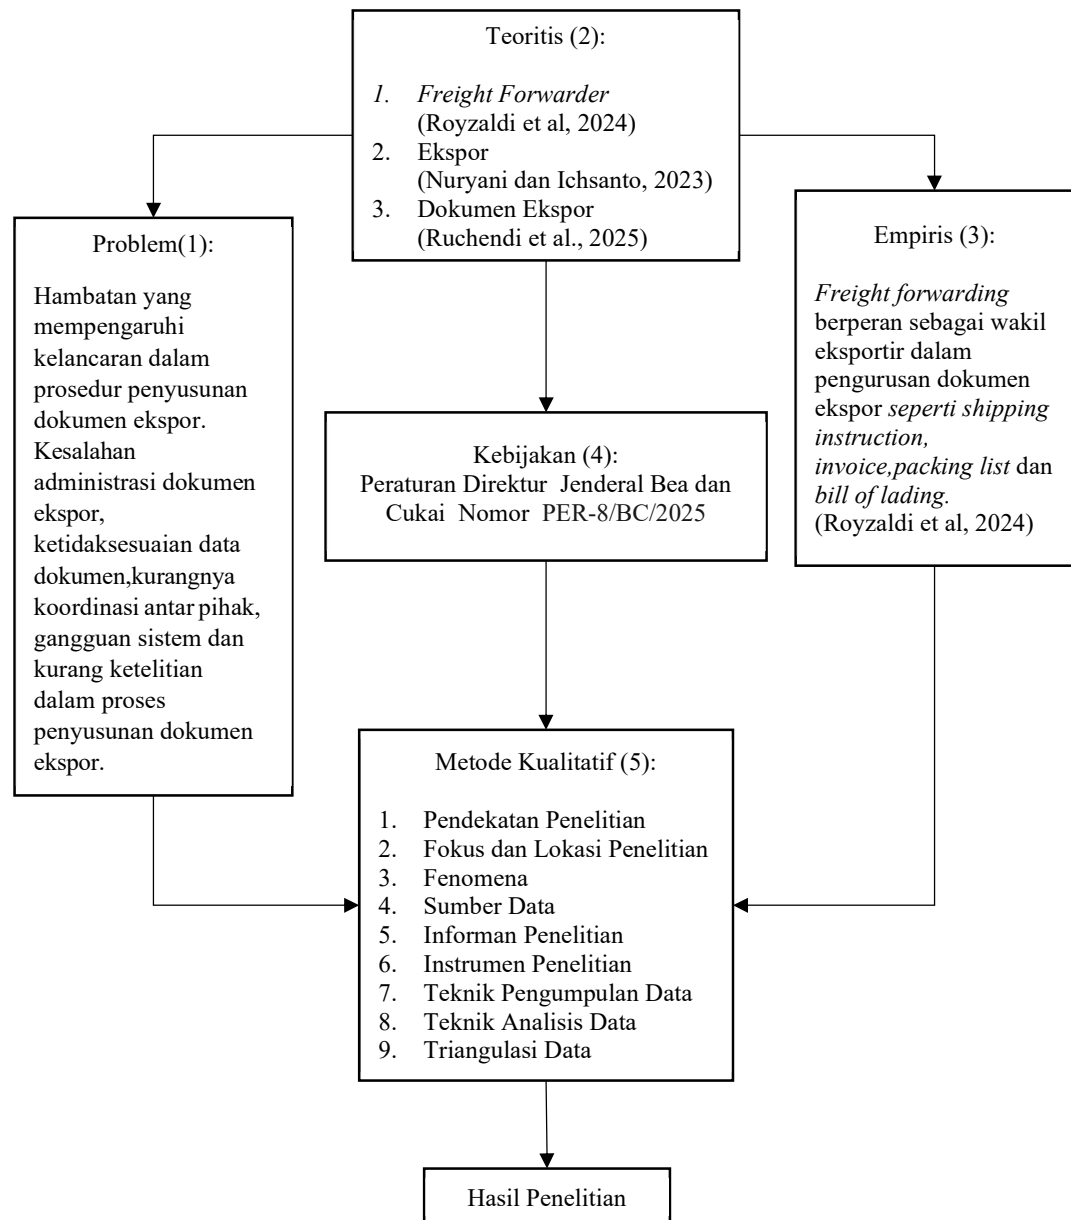 Teoritis (2):
1. Freight Forwarder
(Royzaldi et al, 2024)
2. Ekspor
(Nuryani dan Ichsanto, 2023)
3. Dokumen Ekspor
(Ruchendi et al., 2025)
Problem(1):
Hambatan yang
mempengaruhi
kelancaran dalam
prosedur penyusunan
dokumen ekspor.
Kesalahan
administrasi dokumen
ekspor,
ketidaksesuaian data
dokumen,kurangnya
koordinasi antar pihak,
gangguan sistem dan
kurang ketelitian
dalam proses
penyusunan dokumen
ekspor.
Empiris (3):
Freight forwarding
berperan sebagai wakil
eksportir dalam
pengurusan dokumen
ekspor seperti shipping
instruction,
invoice,packing list dan
bill of lading.
(Royzaldi et al, 2024)
Kebijakan (4):
Peraturan Direktur Jenderal Bea dan
Cukai Nomor PER-8/BC/2025
Metode Kualitatif (5):
1. Pendekatan Penelitian
2. Fokus dan Lokasi Penelitian
3. Fenomena
4. Sumber Data
5. Informan Penelitian
6. Instrumen Penelitian
7. Teknik Pengumpulan Data
8. Teknik Analisis Data
9. Triangulasi Data
Hasil Penelitian